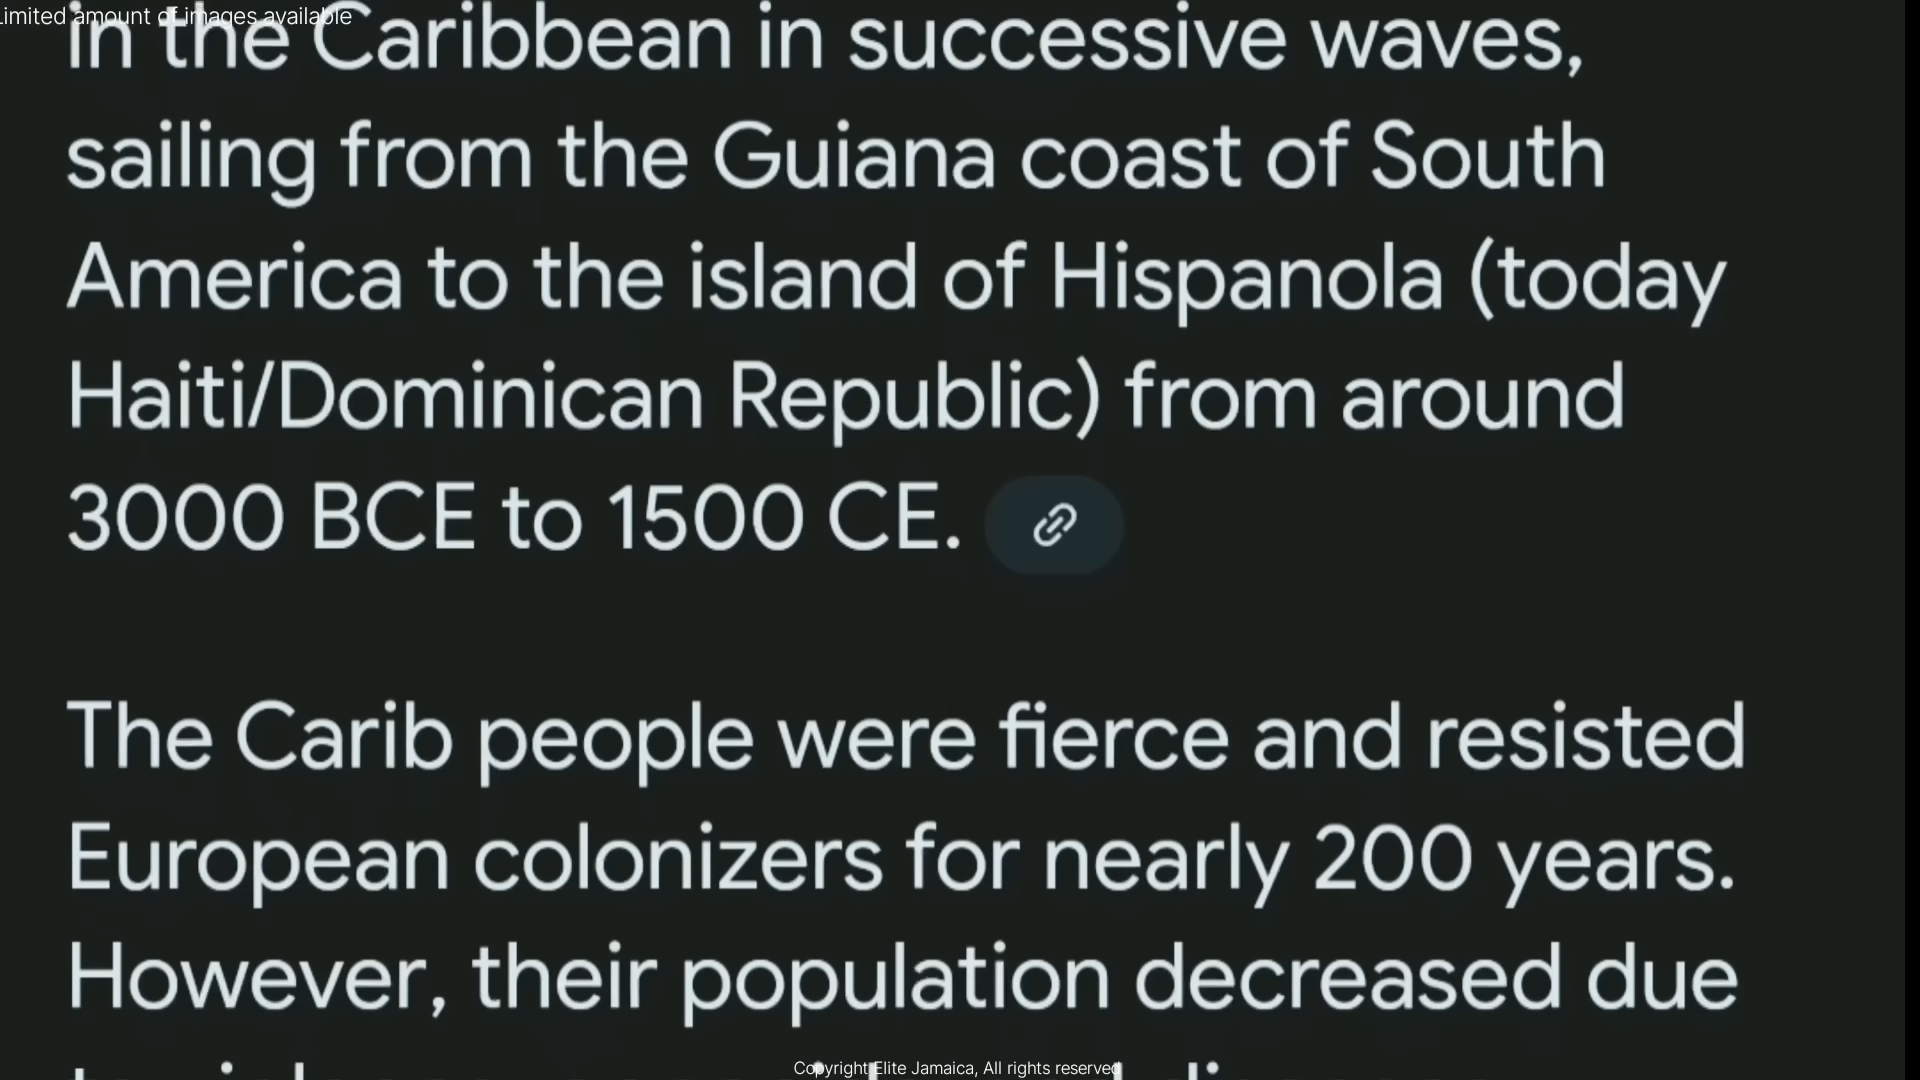 Limited amount of images available
in the Caribbean in successive waves,
sailing from the Guiana coast of South
America to the island of Hispanola (today
Haiti/Dominican Republic) from around
3000 BCE to 1500 CE.
The Carib people were fierce and resisted
European colonizers for nearly 200 years.
However, their population decreased due
Copyright Elite Jamaica, All rights reserved